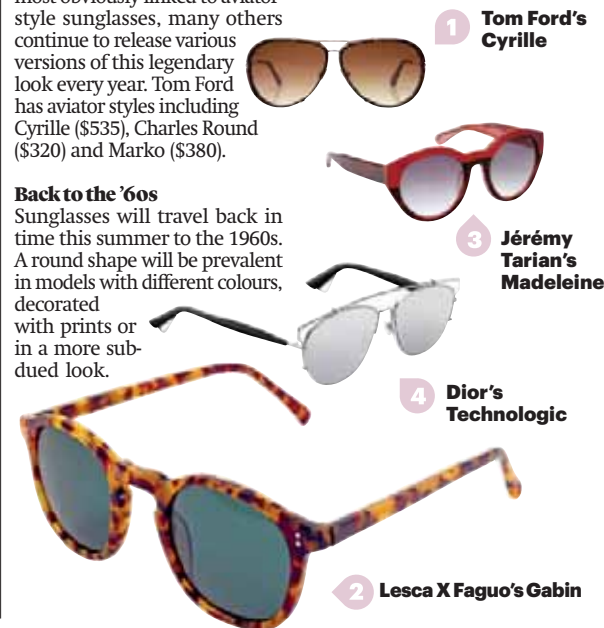 most obviously linked to aviator
style sunglasses, many others
continue to release various
versions of this legendary
look every year. Tom Ford
has aviator styles including
Cyrille ($535), Charles Round
($320) and Marko ($380).
Back to the ’60s
Sunglasses will travel back in
time this summer to the 1960s.
A round shape will be prevalent
in models with different colours,
decorated
with prints or
in a more sub-
dued look.
1
Tom Ford’s
Cyrille
3
Jérémy
Tarian’s
Madeleine
4
Dior’s
Technologic
2
Lesca X Faguo’s Gabin